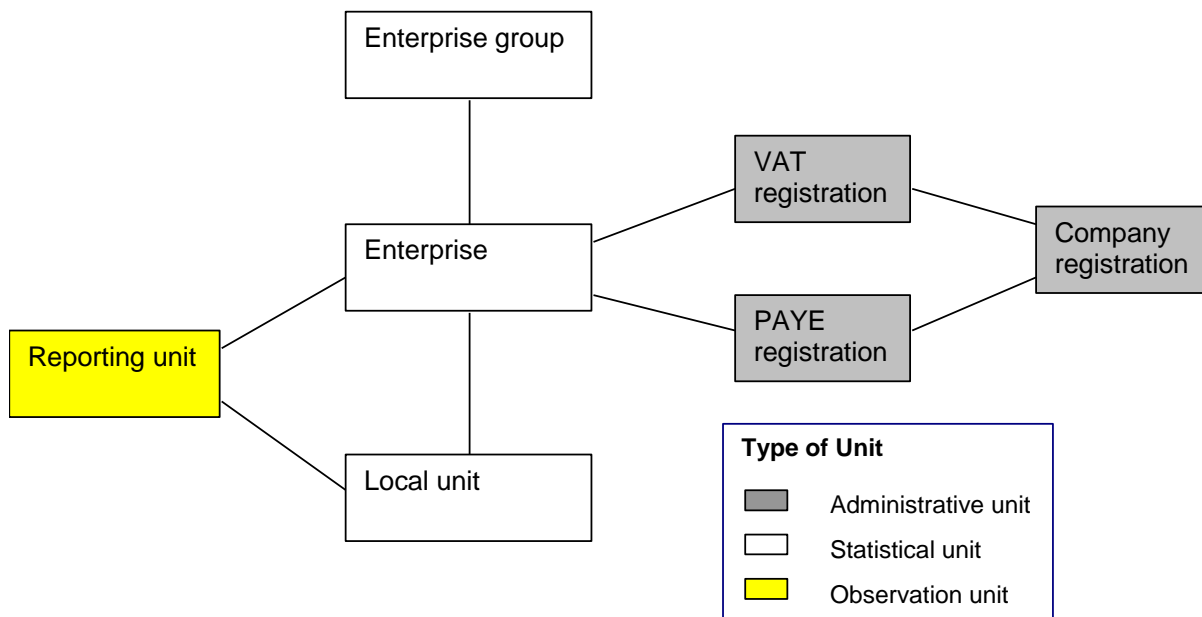 Enterprise group
VAT
registration
Enterprise
Company
registration
PAYE
registration
Reporting unit
Local unit
Type of Unit
Administrative unit
Statistical unit
Observation unit